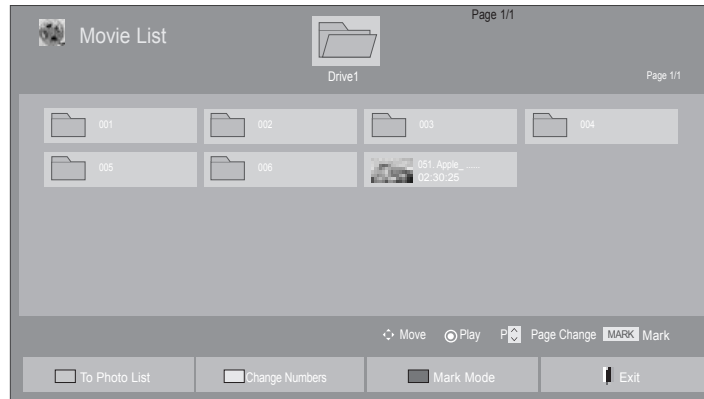 Page 1/1
Movie List
Drive1
Page 1/1
001
002
003
004
005
006
051. Apple_ ......
02:30:25
Move
Play
P
Page Change
MARK
Mark
To Photo List
Change Numbers
Mark Mode
Exit